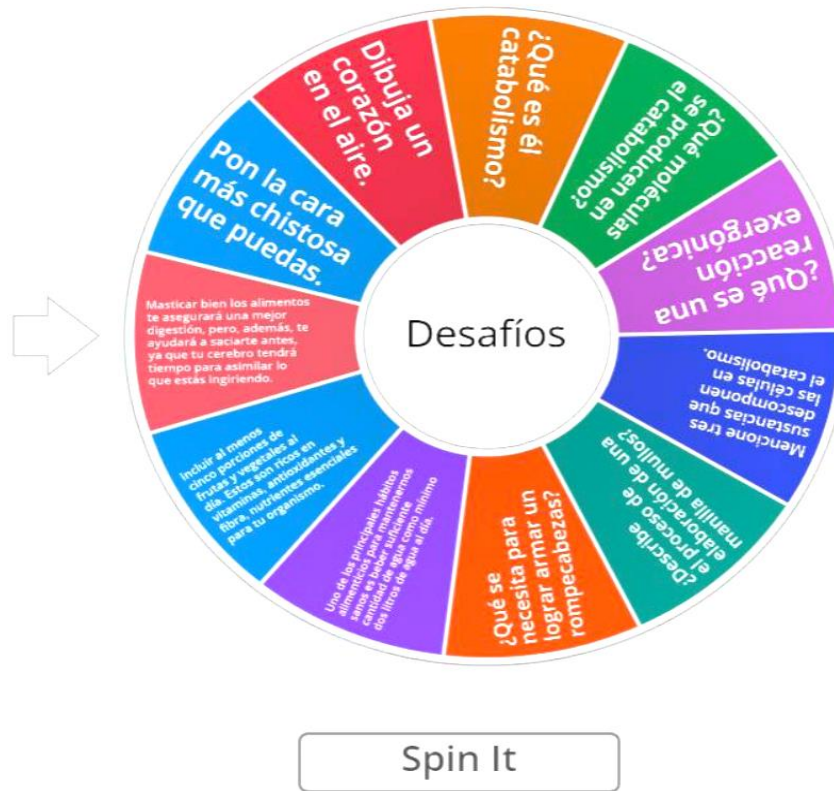 ¿Qué es él
catabolismo?
¿Qué moléculas
se producen en
el catabolismo?
¿Qué es una
reacción
exergónica?
Mencione tres
sustancias que
descomponen
las células en
el catabolismo.
¿Describe
el proceso de
elaboración de una
manilla de mullos?
¿Qué se
necesita para
lograr armar un
rompecabezas?
Uno de los principales hábitos
alimenticios para mantenernos
sanos es beber suficiente
cantidad de agua como mínimo
dos litros de agua al día.
Incluir al menos
cinco porciones de
frutas y vegetales al
día. Estos son ricos en
vitaminas, antioxidantes y
fibra, nutrientes esenciales
para tu organismo.
Masticar bien los alimentos
te asegurará una mejor
digestión, pero, además, te
ayudará a saciarte antes,
ya que tu cerebro tendrá
tiempo para asimilar lo
que estás ingiriendo.
Pon la cara
más chistosa
que puedas.
Dibuja un
corazón
en el aire.
Desafíos
Spin It